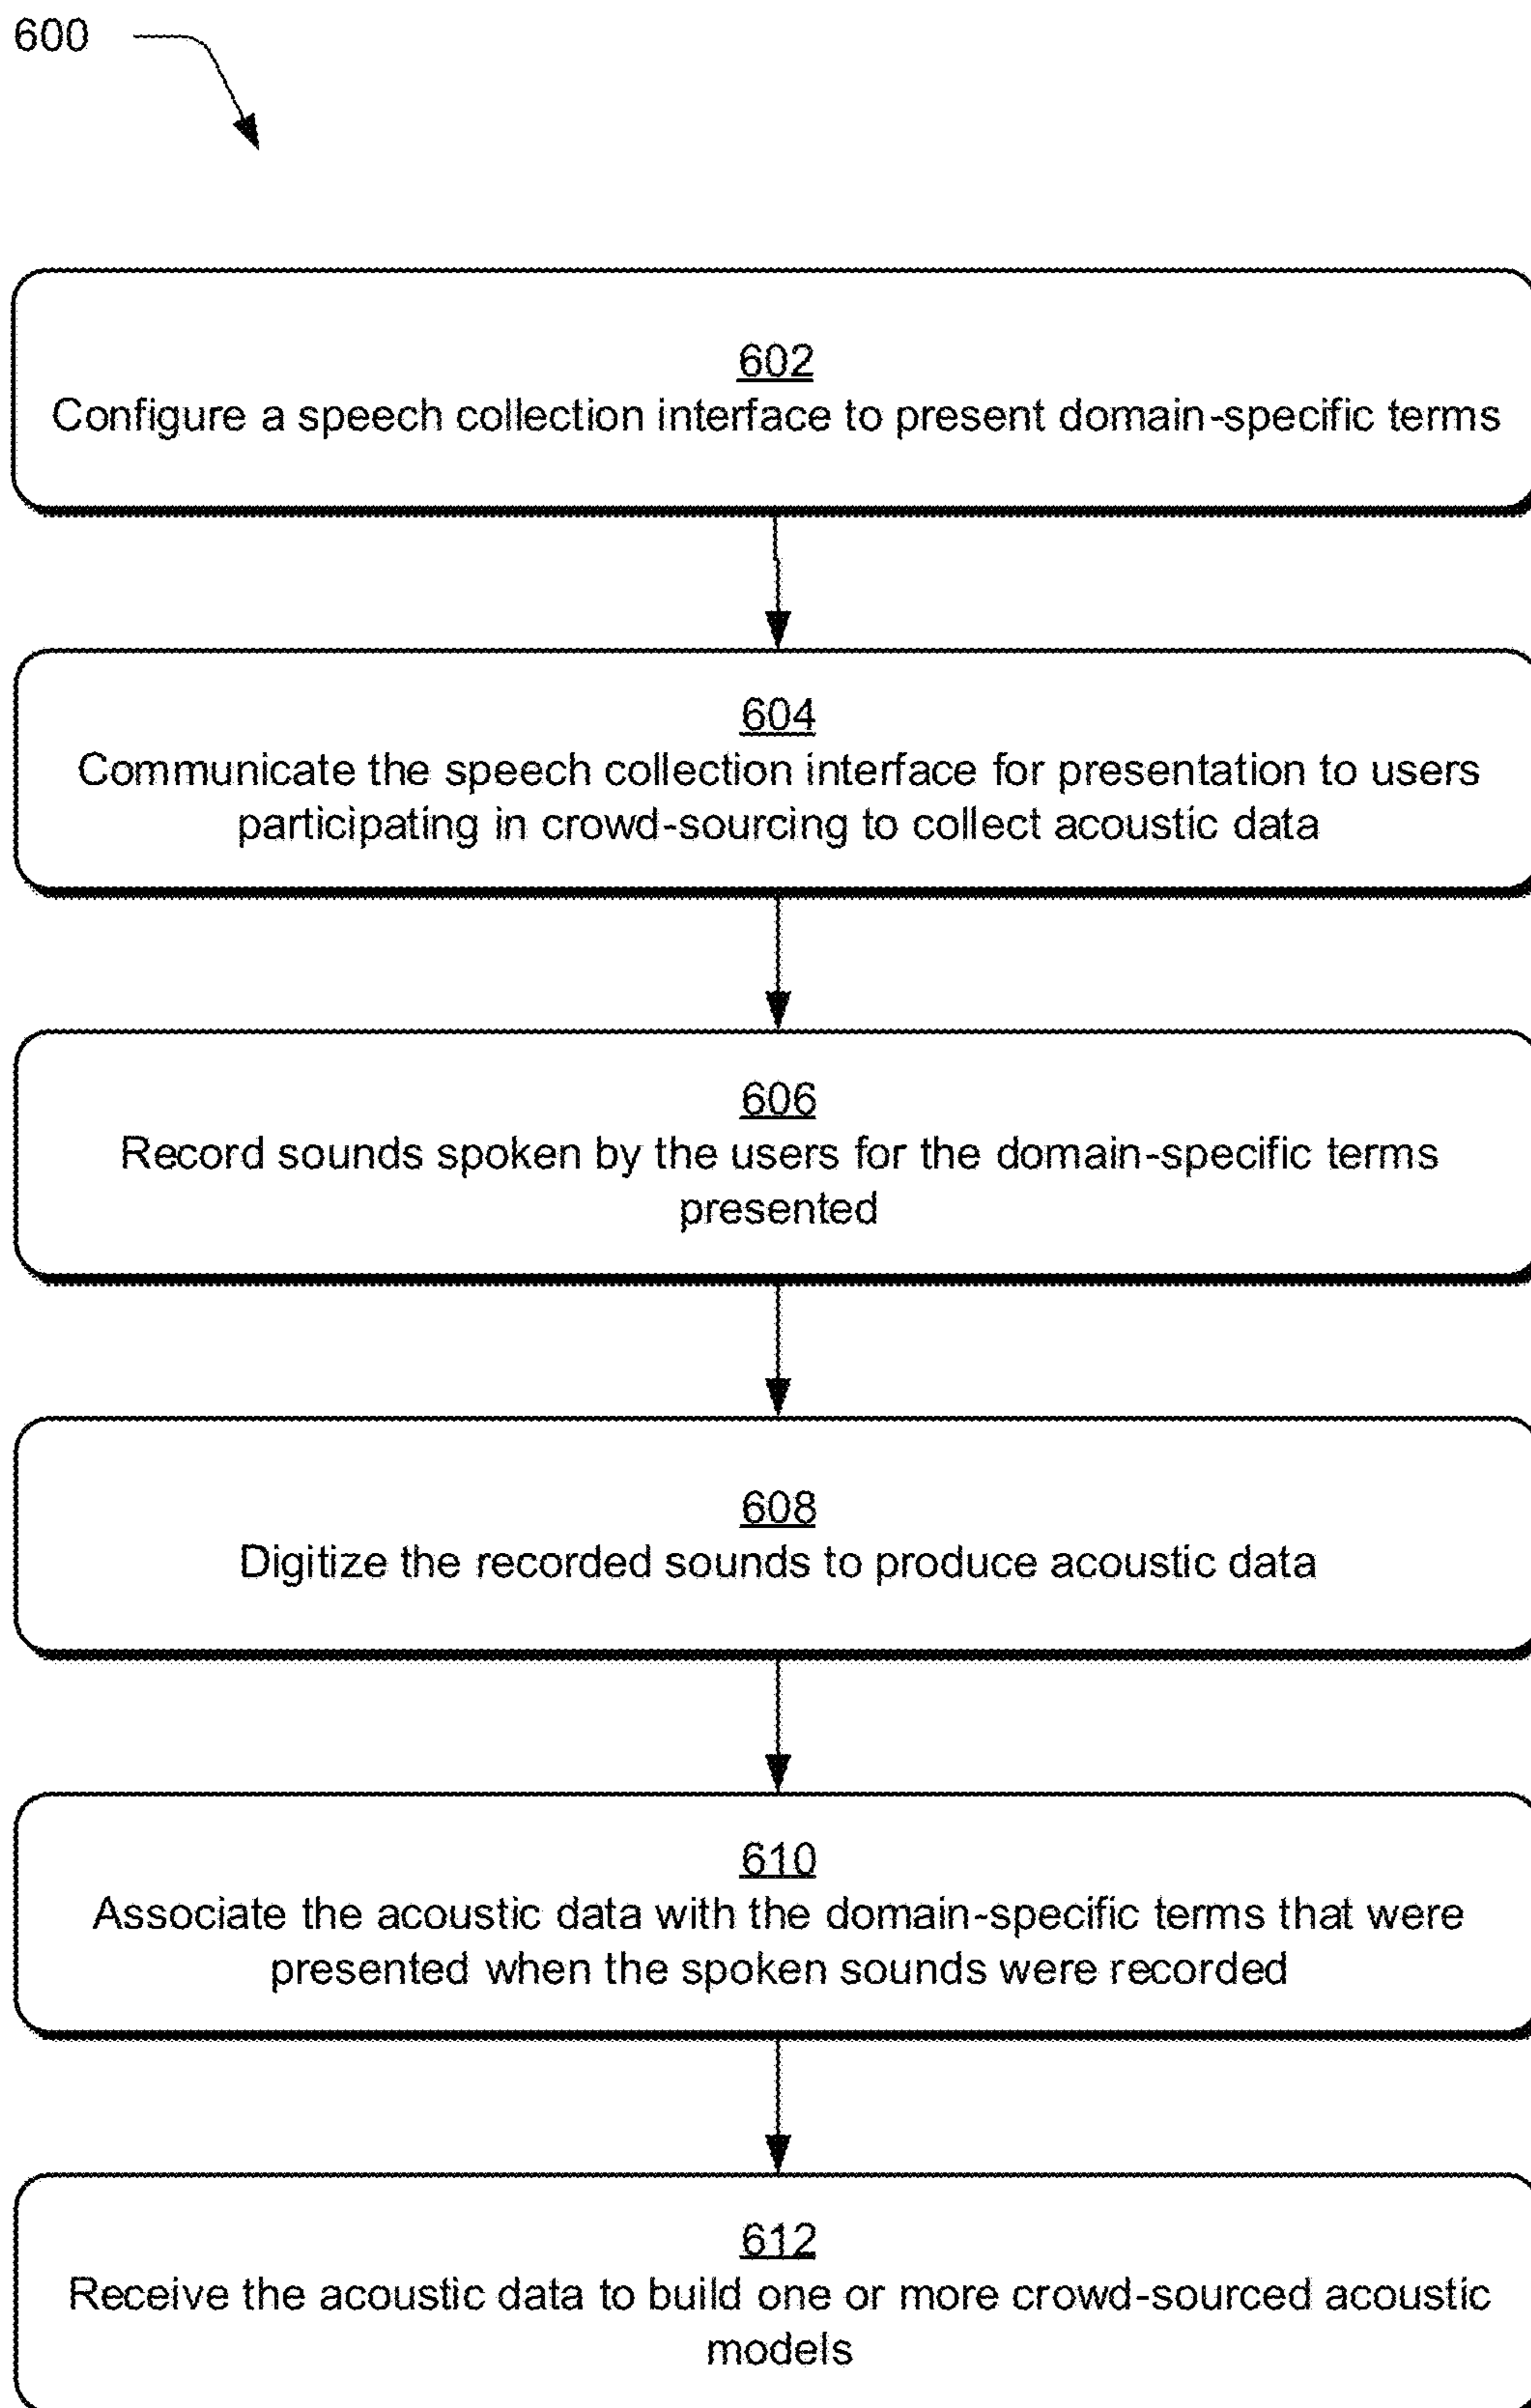 600
602
Configure a speech collection interface to present domain-specific terms
604
Communicate the speech collection interface for presentation to users
participating in crowd-sourcing to collect acoustic data
606
Record sounds spoken by the users for the domain-specific terms
presented
608
Digitize the recorded sounds to produce acoustic data
610
Associate the acoustic data with the domain-specific terms that were
presented when the spoken sounds were recorded
612
Receive the acoustic data to build one or more crowd-sourced acoustic
models